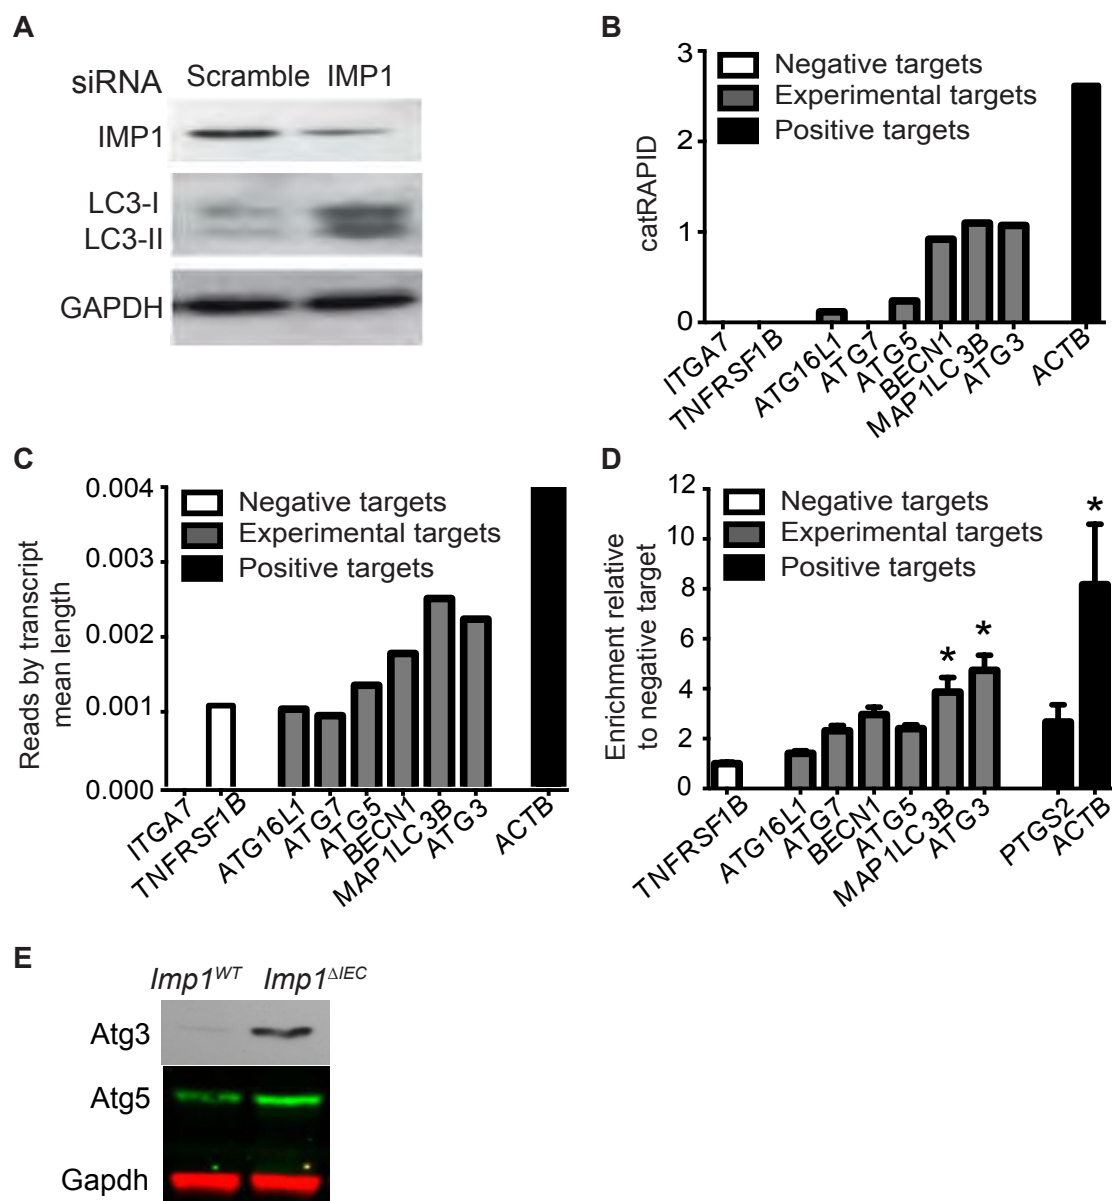 A
siRNA Scramble IMP1
IMP1
LC3-I
LC3-II
GAPDH
B
catRAPID
3
2
1
0
Negative targets
Experimental targets
Positive targets
ITGA7
TNFRSF1B
ATG16L1
ATG7
ATG5
BECN1
MAP1LC3B
ATG3
ACTB
C
Reads by transcript
mean length
0.004
0.003
0.002
0.001
0.000
Negative targets
Experimental targets
Positive targets
ITGA7
TNFRSF1B
ATG16L1
ATG7
ATG5
BECN1
MAP1LC3B
ATG3
ACTB
D
Enrichment relative
to negative target
12
10
8
6
4
2
0
Negative targets
Experimental targets
Positive targets
*
*
*
TNFRSF1B
ATG16L1
ATG7
BECN1
ATG5
MAP1LC3B
ATG3
PTGS2
ACTB
E
Imp1WT Imp1ΔIEC
Atg3
Atg5
Gapdh